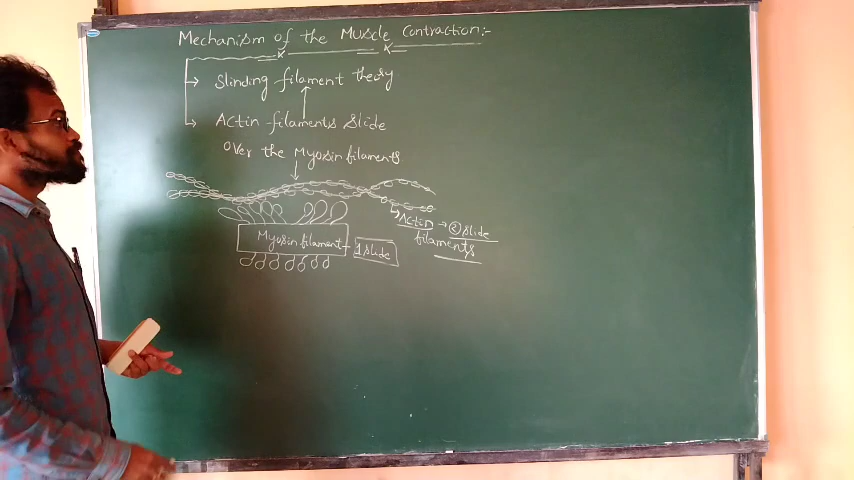 Mechanism of the Muscle Contraction:-
Slinding filament theory
Actin filaments slide
Over the Myosin filaments
Actin → ② slide
filaments
Myosin filament - 1 slide